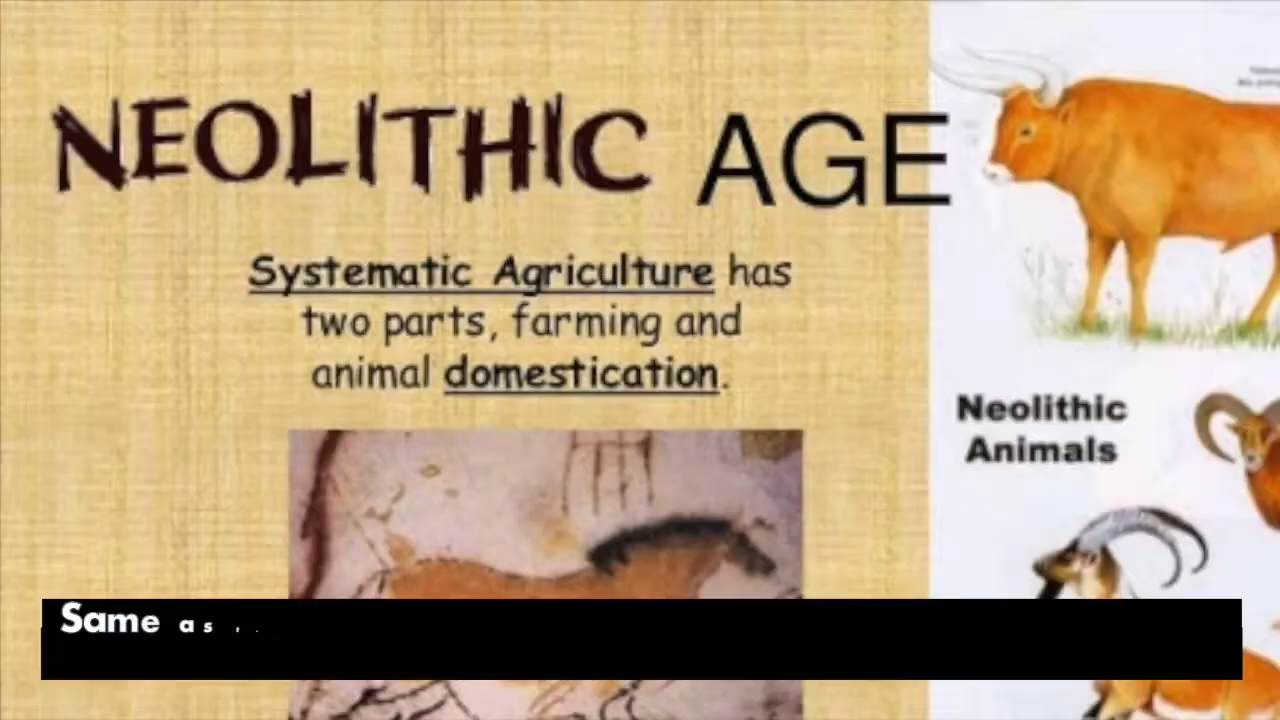 NEOLITHIC AGE
Systematic Agriculture has
two parts, farming and
animal domestication.
Neolithic
Animals
Same as